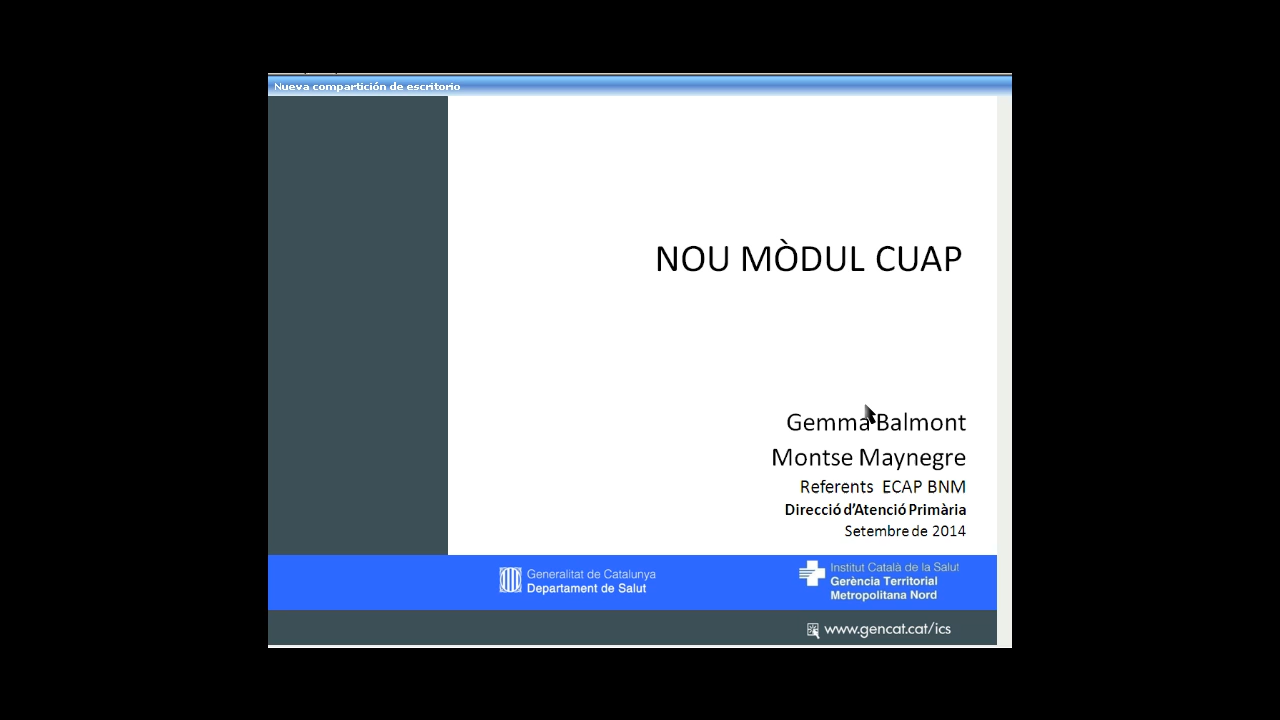 Nueva compartición de escritorio
NOU MÒDUL CUAP
Gemma Balmont
Montse Maynegre
Referents ECAP BNM
Direcció d'Atenció Primària
Setembre de 2014
Generalitat de Catalunya
Departament de Salut
Institut Català de la Salut
Gerència Territorial
Metropolitana Nord
www.gencat.cat/ics